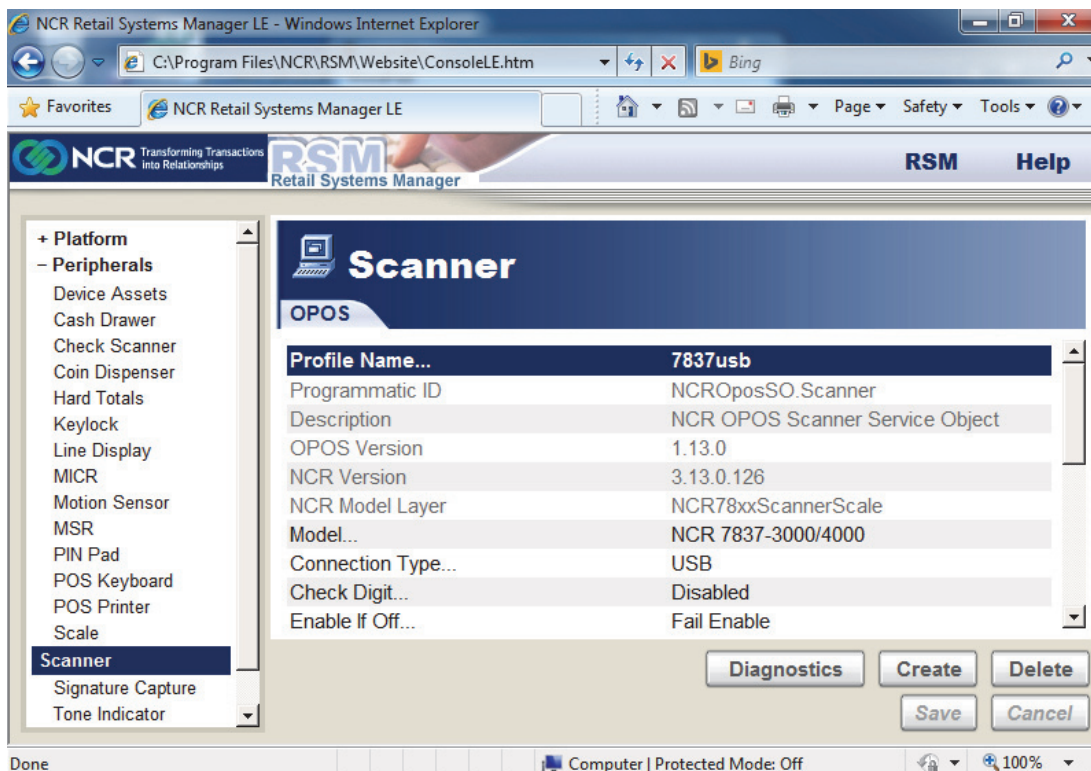 NCR Retail Systems Manager LE - Windows Internet Explorer
C:\Program Files\NCR\RSM\Website\ConsoleLE.htm
Bing
Favorites
NCR Retail Systems Manager LE
Page
Safety
Tools
NCR
Transforming Transactions
into Relationships
RSM
Retail Systems Manager
RSM
Help
+ Platform
– Peripherals
Device Assets
Cash Drawer
Check Scanner
Coin Dispenser
Hard Totals
Keylock
Line Display
MICR
Motion Sensor
MSR
PIN Pad
POS Keyboard
POS Printer
Scale
Scanner
Signature Capture
Tone Indicator
Scanner
OPOS
Profile Name... 7837usb
Programmatic ID NCROposSO.Scanner
Description NCR OPOS Scanner Service Object
OPOS Version 1.13.0
NCR Version 3.13.0.126
NCR Model Layer NCR78xxScannerScale
Model... NCR 7837-3000/4000
Connection Type... USB
Check Digit... Disabled
Enable If Off... Fail Enable
Diagnostics
Create
Delete
Save
Cancel
Done
Computer | Protected Mode: Off
100%